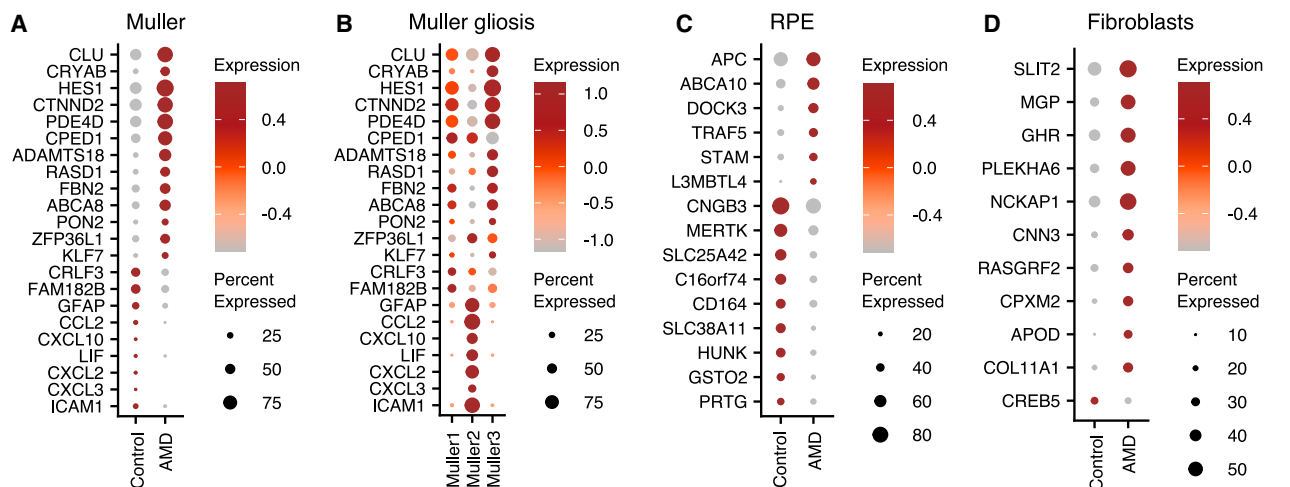 A Muller
CLU
CRYAB
HES1
CTNND2
PDE4D
CPED1
ADAMTS18
RASD1
FBN2
ABCA8
PON2
ZFP36L1
KLF7
CRLF3
FAM182B
GFAP
CCL2
CXCL10
LIF
CXCL2
CXCL3
ICAM1
Control
AMD
Expression
0.4
0.0
-0.4
Percent
Expressed
25
50
75
B Muller gliosis
CLU
CRYAB
HES1
CTNND2
PDE4D
CPED1
ADAMTS18
RASD1
FBN2
ABCA8
PON2
ZFP36L1
KLF7
CRLF3
FAM182B
GFAP
CCL2
CXCL10
LIF
CXCL2
CXCL3
ICAM1
Muller1
Muller2
Muller3
Expression
1.0
0.5
0.0
-0.5
-1.0
Percent
Expressed
25
50
75
C RPE
APC
ABCA10
DOCK3
TRAF5
STAM
L3MBTL4
CNGB3
MERTK
SLC25A42
C16orf74
CD164
SLC38A11
HUNK
GSTO2
PRTG
Control
AMD
Expression
0.4
0.0
-0.4
Percent
Expressed
20
40
60
80
D Fibroblasts
SLIT2
MGP
GHR
PLEKHA6
NCKAP1
CNN3
RASGRF2
CPXM2
APOD
COL11A1
CREB5
Control
AMD
Expression
0.4
0.0
-0.4
Percent
Expressed
10
20
30
40
50